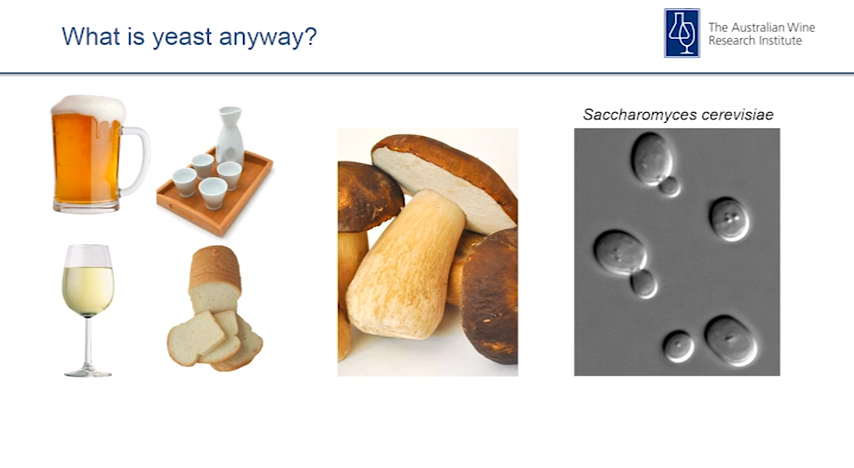 What is yeast anyway?
The Australian Wine
Research Institute
Saccharomyces cerevisiae